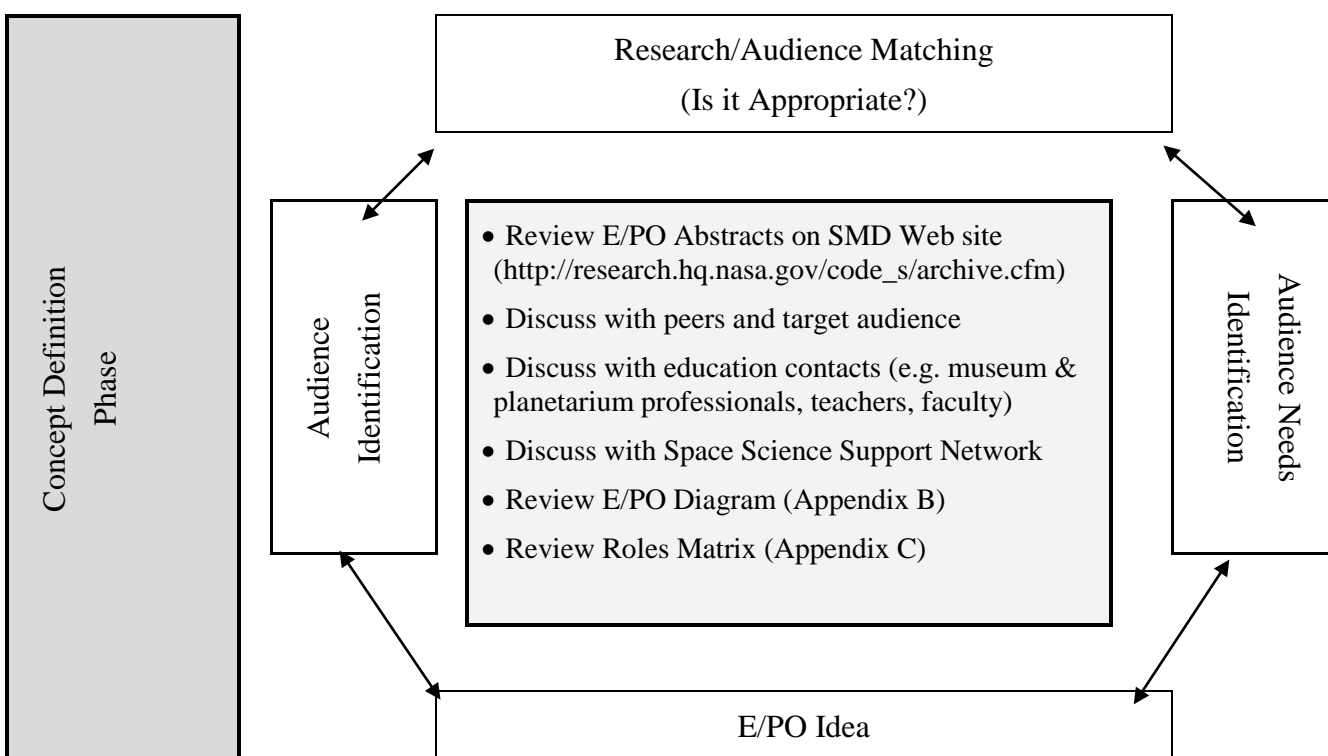 Concept Definition
Phase
Research/Audience Matching
(Is it Appropriate?)
Audience
Identification
• Review E/PO Abstracts on SMD Web site
(http://research.hq.nasa.gov/code_s/archive.cfm)
• Discuss with peers and target audience
• Discuss with education contacts (e.g. museum &
planetarium professionals, teachers, faculty)
• Discuss with Space Science Support Network
• Review E/PO Diagram (Appendix B)
• Review Roles Matrix (Appendix C)
Audience Needs
Identification
E/PO Idea